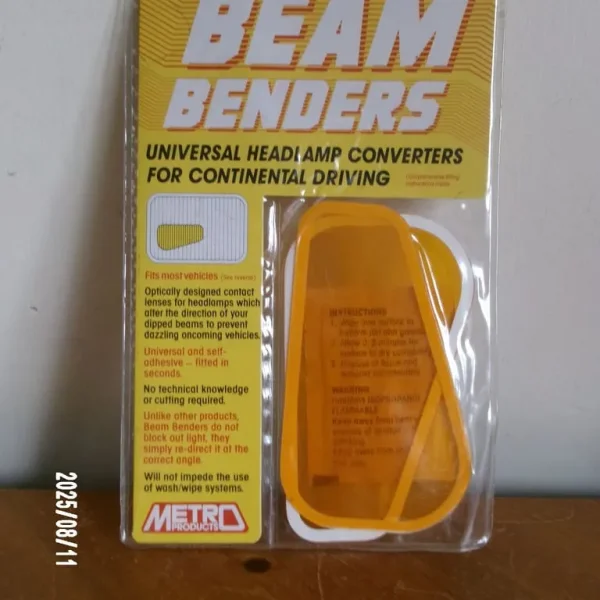 BEAM
BENDERS
UNIVERSAL HEADLAMP CONVERTERS
FOR CONTINENTAL DRIVING
Fits most vehicles
Optically designed contact
lenses for headlamps which
alter the direction of your
dipped beams to prevent
dazzling oncoming vehicles.
Universal and self-
adhesive – fitted in
seconds.
No technical knowledge
or cutting required.
Unlike other products,
Beam Benders do not
block out light, they
simply re-direct it at the
correct angle.
Will not impede the use
of wash/wipe systems.
METRO
PRODUCTS
INSTRUCTIONS
WARNING
FLAMMABLE
2025/08/11